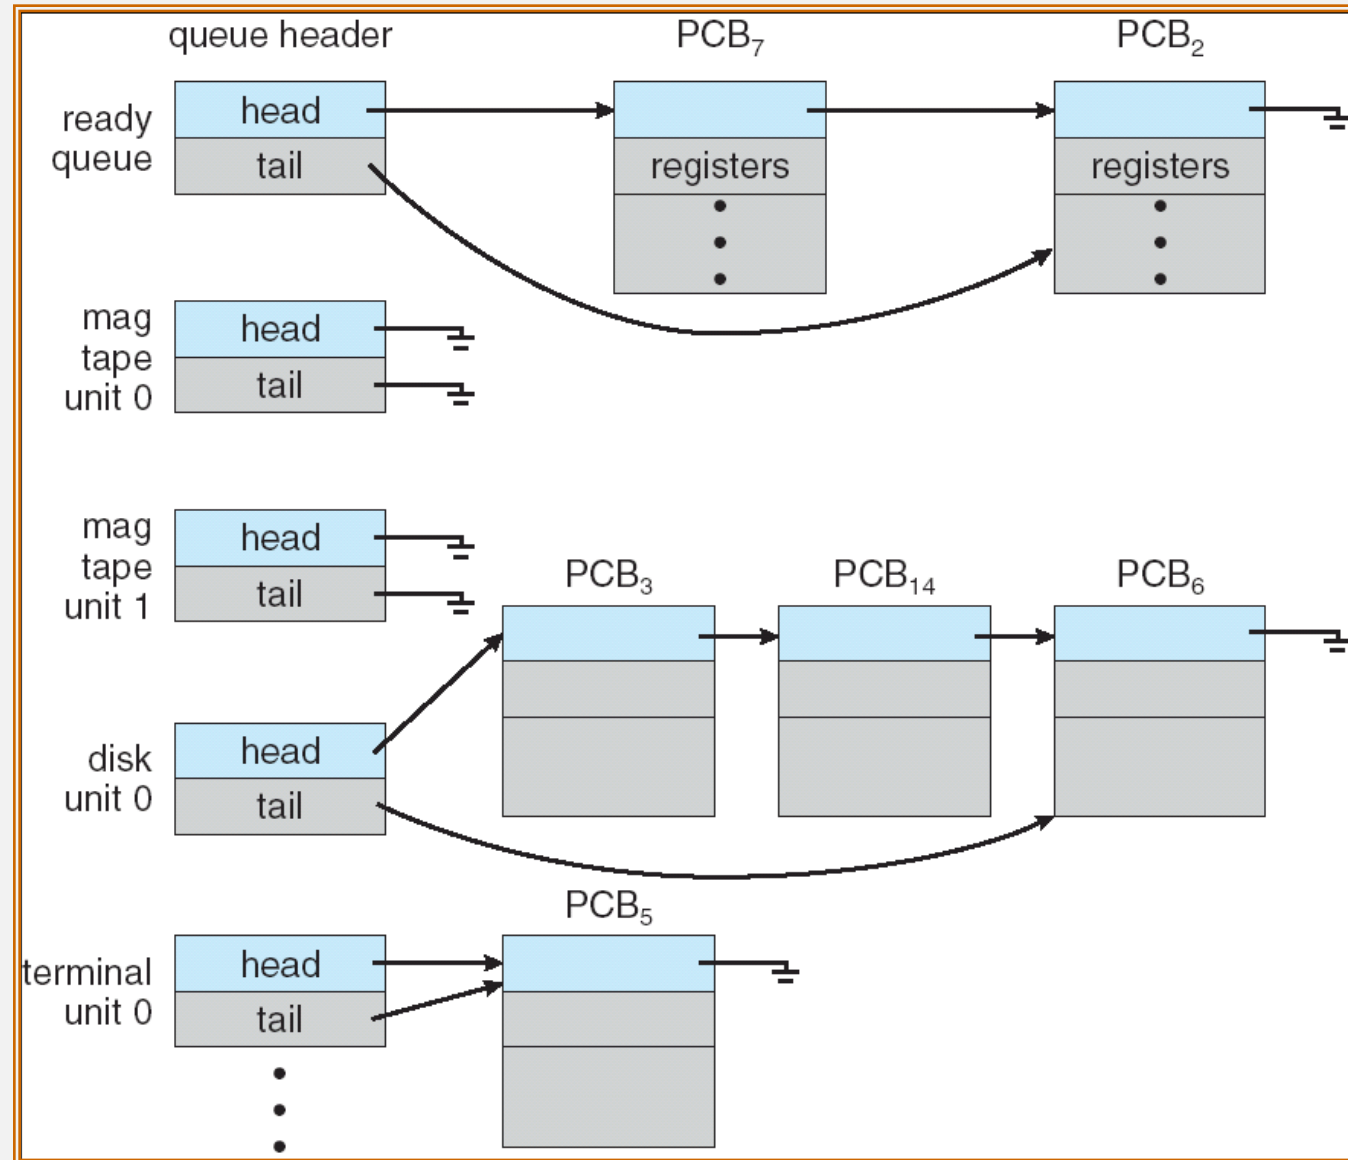 queue header
PCB₇
PCB₂
ready
queue
head
tail
registers
registers
mag
tape
unit 0
head
tail
mag
tape
unit 1
head
tail
PCB₃
PCB₁₄
PCB₆
disk
unit 0
head
tail
PCB₅
terminal
unit 0
head
tail